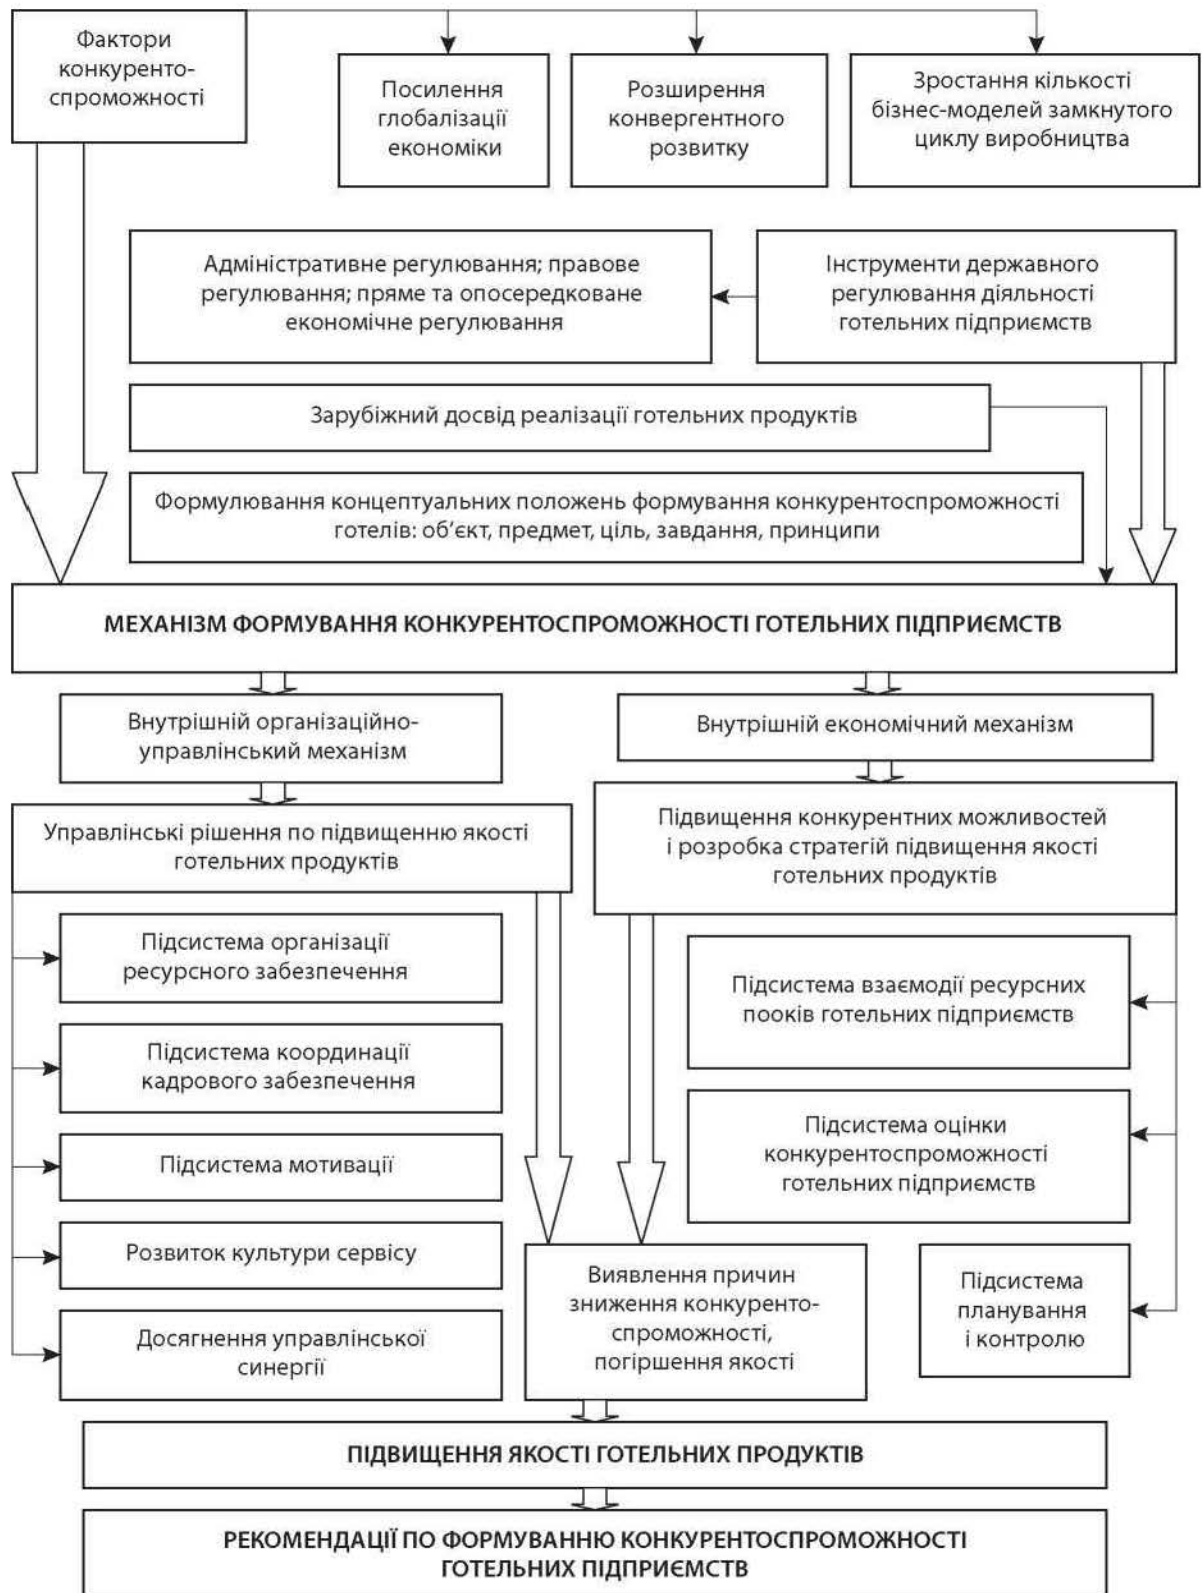 Фактори
конкуренто-
спроможності
Посилення
глобалізації
економіки
Розширення
конвергентного
розвитку
Зростання кількості
бізнес-моделей замкнутого
циклу виробництва
Адміністративне регулювання; правове
регулювання; пряме та опосередковане
економічне регулювання
Інструменти державного
регулювання діяльності
готельних підприємств
Зарубіжний досвід реалізації готельних продуктів
Формулювання концептуальних положень формування конкурентоспроможності
готелів: об’єкт, предмет, ціль, завдання, принципи
МЕХАНІЗМ ФОРМУВАННЯ КОНКУРЕНТОСПРОМОЖНОСТІ ГОТЕЛЬНИХ ПІДПРИЄМСТВ
Внутрішній організаційно-
управлінський механізм
Внутрішній економічний механізм
Управлінські рішення по підвищенню якості
готельних продуктів
Підвищення конкурентних можливостей
і розробка стратегій підвищення якості
готельних продуктів
Підсистема організації
ресурсного забезпечення
Підсистема координації
кадрового забезпечення
Підсистема мотивації
Розвиток культури сервісу
Досягнення управлінської
синергії
Підсистема взаємодії ресурсних
пооків готельних підприємств
Підсистема оцінки
конкурентоспроможності
готельних підприємств
Виявлення причин
зниження конкуренто-
спроможності,
погіршення якості
Підсистема
планування
і контролю
ПІДВИЩЕННЯ ЯКОСТІ ГОТЕЛЬНИХ ПРОДУКТІВ
РЕКОМЕНДАЦІЇ ПО ФОРМУВАННЮ КОНКУРЕНТОСПРОМОЖНОСТІ
ГОТЕЛЬНИХ ПІДПРИЄМСТВ